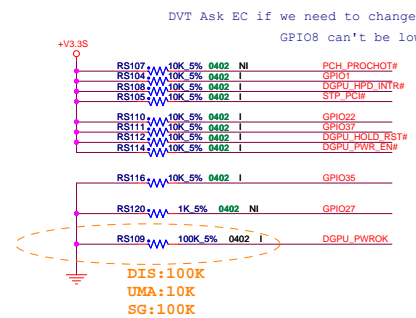 DVT Ask EC if we need to change
GPIO8 can't be lo
+V3.3S
RS107 10K_5% 0402 NI PCH_PROCHOT#
RS104 10K_5% 0402 I GPIO1
RS108 10K_5% 0402 I DGPU_HPD_INTR#
RS105 10K_5% 0402 I STP_PCI#
RS110 10K_5% 0402 I GPIO22
RS111 10K_5% 0402 I GPIO37
RS112 10K_5% 0402 I DGPU_HOLD_RST#
RS114 10K_5% 0402 I DGPU_PWR_EN#
RS116 10K_5% 0402 I GPIO35
RS120 1K_5% 0402 NI GPIO27
RS109 100K_5% 0402 I DGPU_PWROK
DIS:100K
UMA:10K
SG:100K